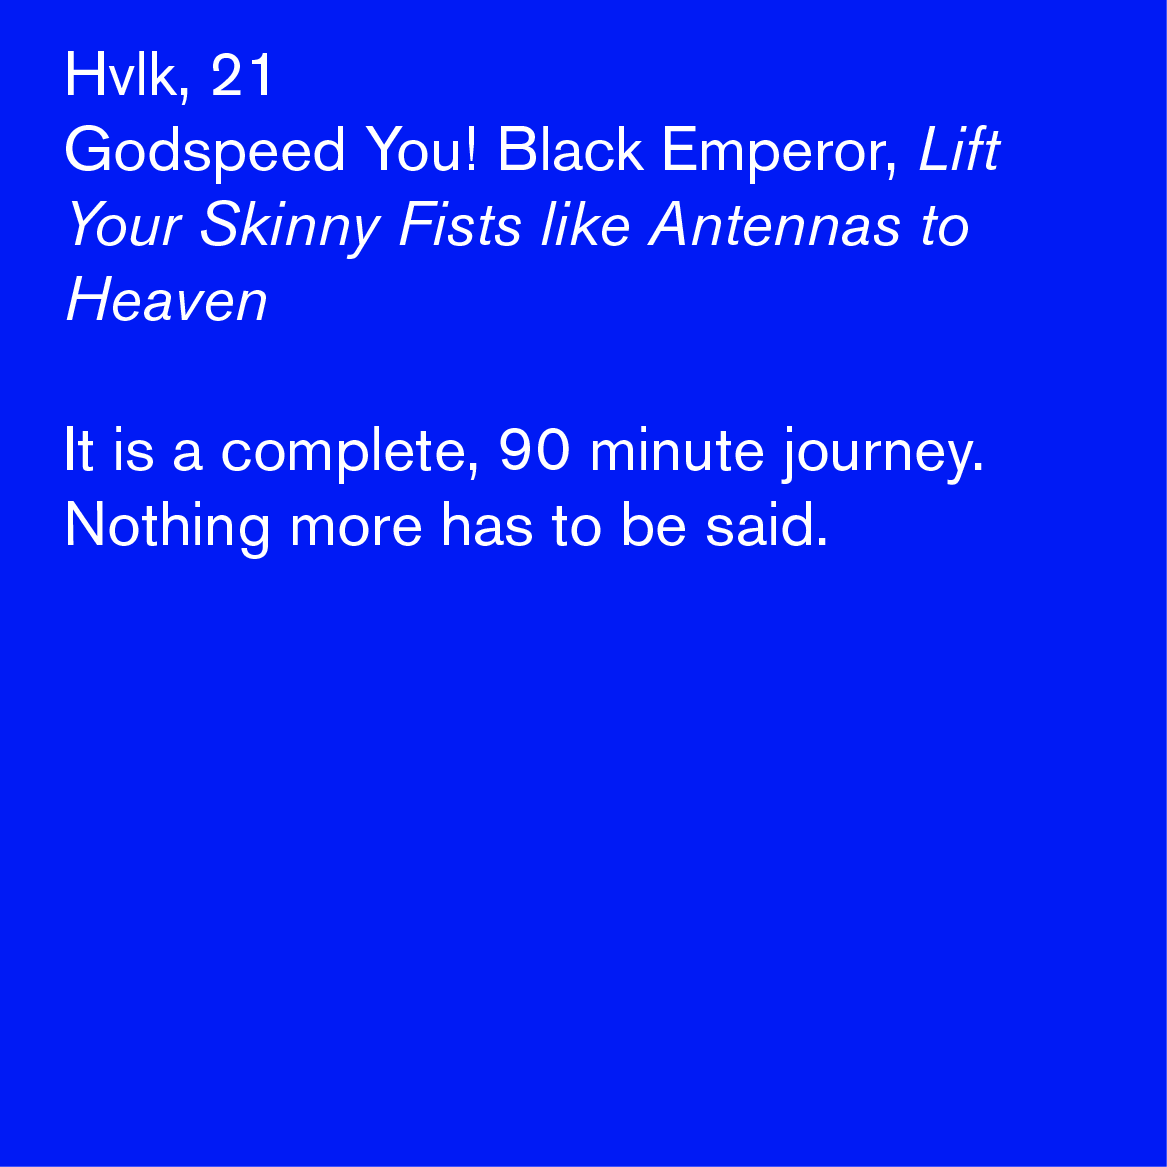 Hvlk, 21
Godspeed You! Black Emperor, Lift
Your Skinny Fists like Antennas to
Heaven
It is a complete, 90 minute journey.
Nothing more has to be said.